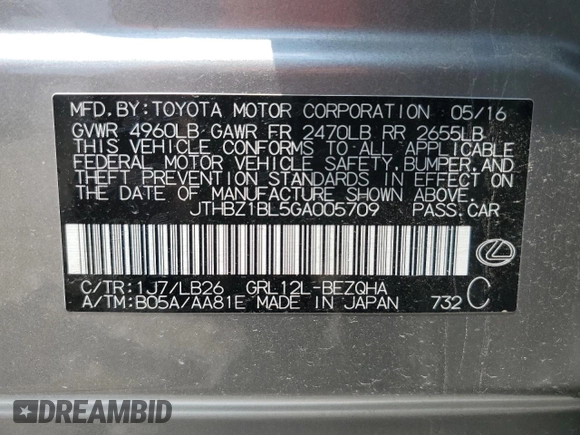 MFD.BY:TOYOTA MOTOR CORPORATION 05/16
GVWR 4960LB GAWR FR 2470LB RR 2655LB
THIS VEHICLE CONFORMS TO ALL APPLICABLE
FEDERAL MOTOR VEHICLE SAFETY, BUMPER, AND
THEFT PREVENTION STANDARDS IN EFFECT ON
THE DATE OF MANUFACTURE SHOWN ABOVE.
JTHBZ1BL5GA005709 PASS.CAR
C/TR:1J7/LB26 GRL12L-BEZQHA
A/TM:B05A/AA81E MADE IN JAPAN 732 C
DREAMBID